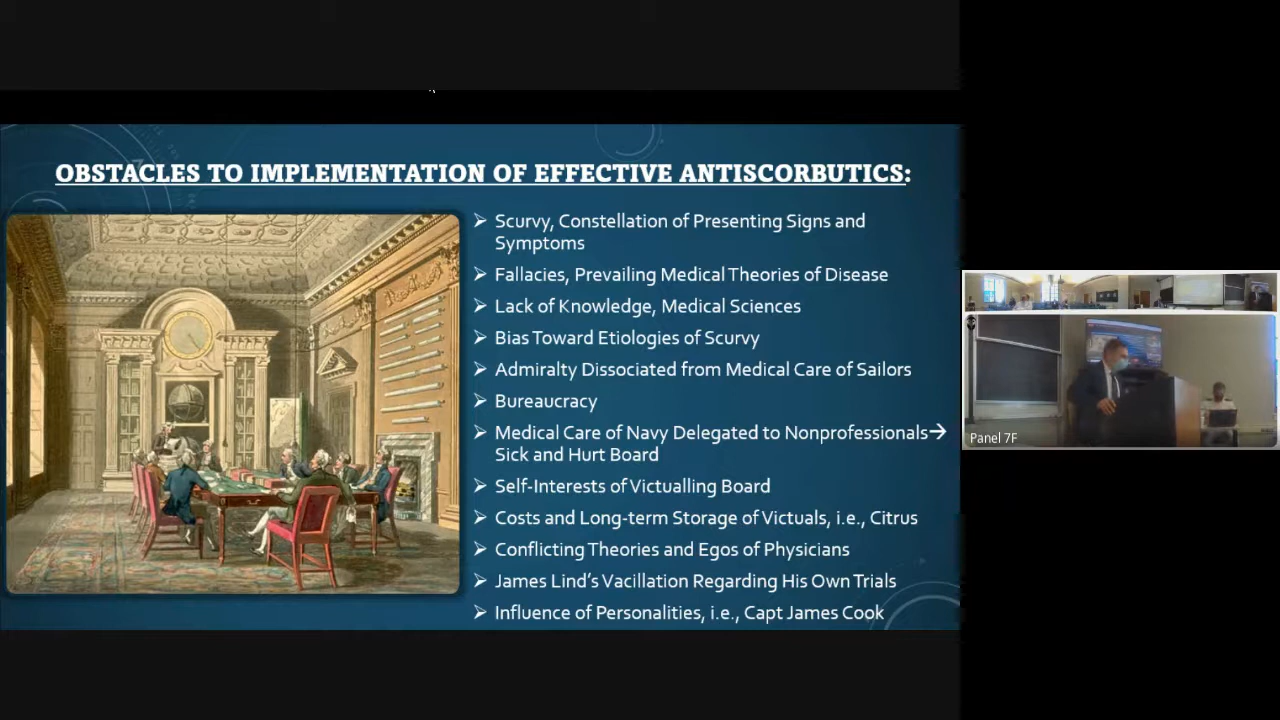 OBSTACLES TO IMPLEMENTATION OF EFFECTIVE ANTISCORBUTICS:
Scurvy, Constellation of Presenting Signs and
Symptoms
Fallacies, Prevailing Medical Theories of Disease
Lack of Knowledge, Medical Sciences
Bias Toward Etiologies of Scurvy
Admiralty Dissociated from Medical Care of Sailors
Bureaucracy
Medical Care of Navy Delegated to Nonprofessionals→
Sick and Hurt Board
Self-Interests of Victualling Board
Costs and Long-term Storage of Victuals, i.e., Citrus
Conflicting Theories and Egos of Physicians
James Lind's Vacillation Regarding His Own Trials
Influence of Personalities, i.e., Capt James Cook
Panel 7F